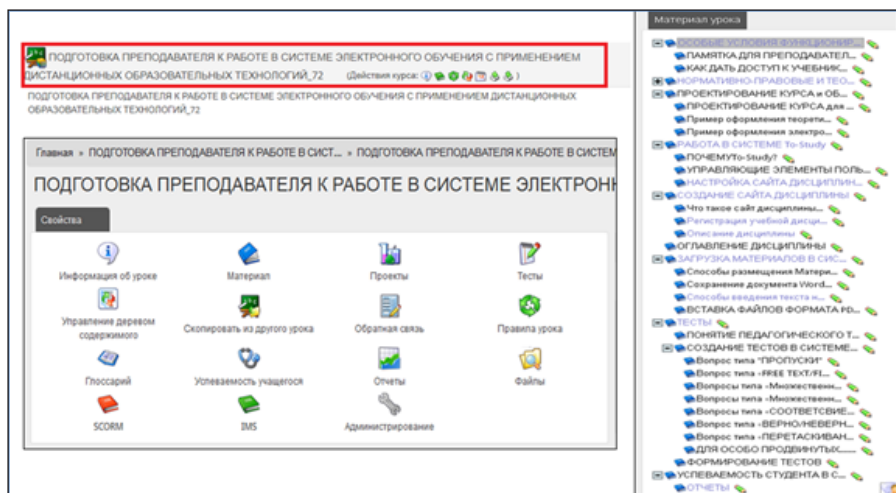 ПОДГОТОВКА ПРЕПОДАВАТЕЛЯ К РАБОТЕ В СИСТЕМЕ ЭЛЕКТРОННОГО ОБУЧЕНИЯ С ПРИМЕНЕНИЕМ
ДИСТАНЦИОННЫХ ОБРАЗОВАТЕЛЬНЫХ ТЕХНОЛОГИЙ_72 (Действия курса: )
ПОДГОТОВКА ПРЕПОДАВАТЕЛЯ К РАБОТЕ В СИСТЕМЕ ЭЛЕКТРОННОГО ОБУЧЕНИЯ С ПРИМЕНЕНИЕМ ДИСТАНЦИОННЫХ
ОБРАЗОВАТЕЛЬНЫХ ТЕХНОЛОГИЙ_72
Главная » ПОДГОТОВКА ПРЕПОДАВАТЕЛЯ К РАБОТЕ В СИСТ... » ПОДГОТОВКА ПРЕПОДАВАТЕЛЯ К РАБОТЕ В СИСТЕМ
ПОДГОТОВКА ПРЕПОДАВАТЕЛЯ К РАБОТЕ В СИСТЕМЕ ЭЛЕКТРОН
Свойства
Информация об уроке
Материал
Проекты
Тесты
Управление деревом
содержимого
Скопировать из другого урока
Обратная связь
Правила урока
Глоссарий
Успеваемость учащегося
Отчеты
Файлы
SCORM
IMS
Администрирование
Материал урока
ОСОБЫЕ УСЛОВИЯ ФУНКЦИОНИР...
ПАМЯТКА ДЛЯ ПРЕПОДАВАТЕЛ...
КАК ДАТЬ ДОСТУП К УЧЕБНИК...
НОРМАТИВНО-ПРАВОВЫЕ И ТЕО...
ПРОЕКТИРОВАНИЕ КУРСА и ОБ...
ПРОЕКТИРОВАНИЕ КУРСА для ...
Пример оформления теорети...
Пример оформления электро...
РАБОТА В СИСТЕМЕ To-Study
ПОЧЕМУTo-Study?
УПРАВЛЯЮЩИЕ ЭЛЕМЕНТЫ ПОЛЬ...
НАСТРОЙКА САЙТА ДИСЦИПЛИН...
СОЗДАНИЕ САЙТА ДИСЦИПЛИНЫ
Что такое сайт дисциплины...
Регистрация учебной дисци...
Описание дисциплины
ОГЛАВЛЕНИЕ ДИСЦИПЛИНЫ
ЗАГРУЗКА МАТЕРИАЛОВ В СИС...
Способы размещения Матери...
Сохранение документа Word...
Способы введения текста и...
ВСТАВКА ФАЙЛОВ ФОРМАТА PD...
ТЕСТЫ
ПОНЯТИЕ ПЕДАГОГИЧЕСКОГО Т...
СОЗДАНИЕ ТЕСТОВ В СИСТЕМЕ...
Вопрос типа "ПРОПУСКИ"
Вопрос типа «FREE TEXT/FI...
Вопросы типа «Множественн...
Вопросы типа «Множественн...
Вопросы типа «СООТВЕТСВИЕ...
Вопрос типа «ВЕРНО/НЕВЕРН...
Вопрос типа «ПЕРЕТАСКИВАН...
ДЛЯ ОСОБО ПРОДВИНУТЫХ......
ФОРМИРОВАНИЕ ТЕСТОВ
УСПЕВАЕМОСТЬ СТУДЕНТА В С...
ОТЧЕТЫ